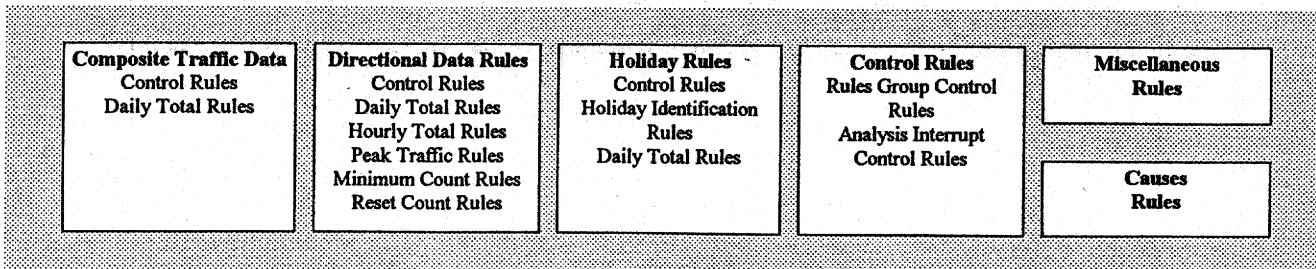 Composite Traffic Data
Control Rules
Daily Total Rules
Directional Data Rules
Control Rules
Daily Total Rules
Hourly Total Rules
Peak Traffic Rules
Minimum Count Rules
Reset Count Rules
Holiday Rules
Control Rules
Holiday Identification
Rules
Daily Total Rules
Control Rules
Rules Group Control
Rules
Analysis Interrupt
Control Rules
Miscellaneous
Rules
Causes
Rules